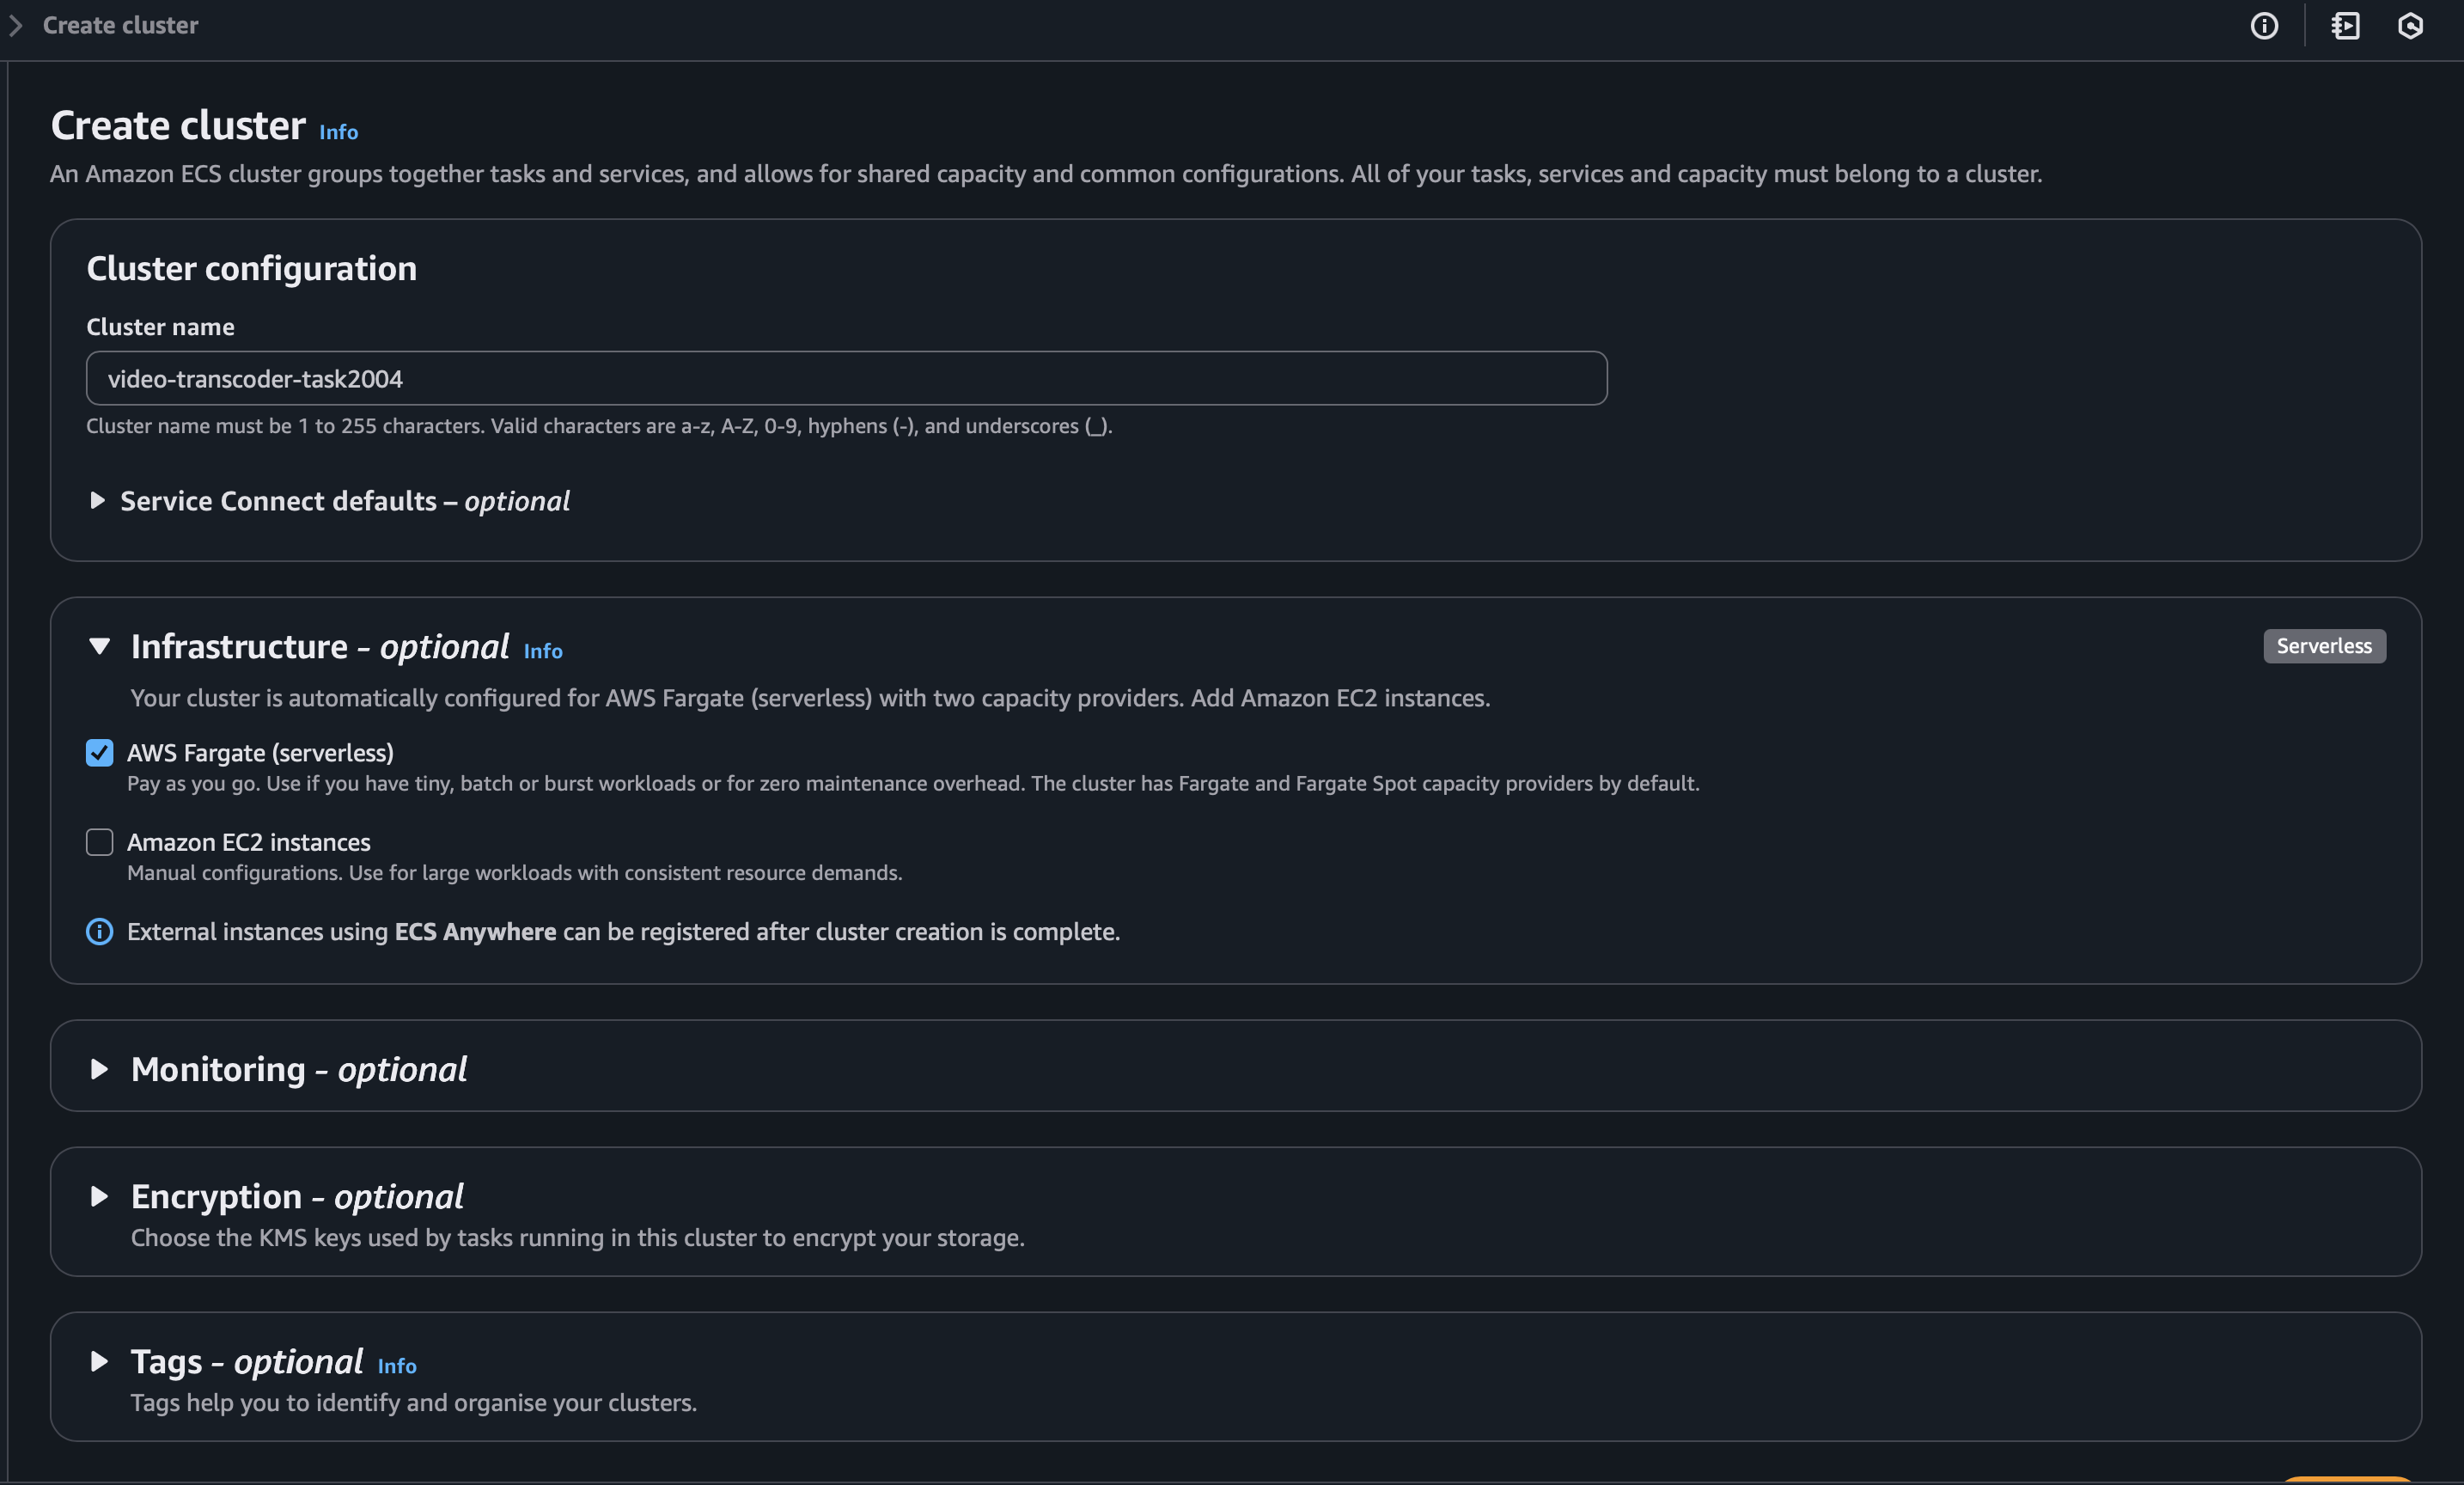 Create cluster
Create cluster Info
An Amazon ECS cluster groups together tasks and services, and allows for shared capacity and common configurations. All of your tasks, services and capacity must belong to a cluster.
Cluster configuration
Cluster name
video-transcoder-task2004
Cluster name must be 1 to 255 characters. Valid characters are a-z, A-Z, 0-9, hyphens (-), and underscores (_).
Service Connect defaults – optional
Infrastructure - optional Info
Serverless
Your cluster is automatically configured for AWS Fargate (serverless) with two capacity providers. Add Amazon EC2 instances.
AWS Fargate (serverless)
Pay as you go. Use if you have tiny, batch or burst workloads or for zero maintenance overhead. The cluster has Fargate and Fargate Spot capacity providers by default.
Amazon EC2 instances
Manual configurations. Use for large workloads with consistent resource demands.
External instances using ECS Anywhere can be registered after cluster creation is complete.
Monitoring - optional
Encryption - optional
Choose the KMS keys used by tasks running in this cluster to encrypt your storage.
Tags - optional Info
Tags help you to identify and organise your clusters.